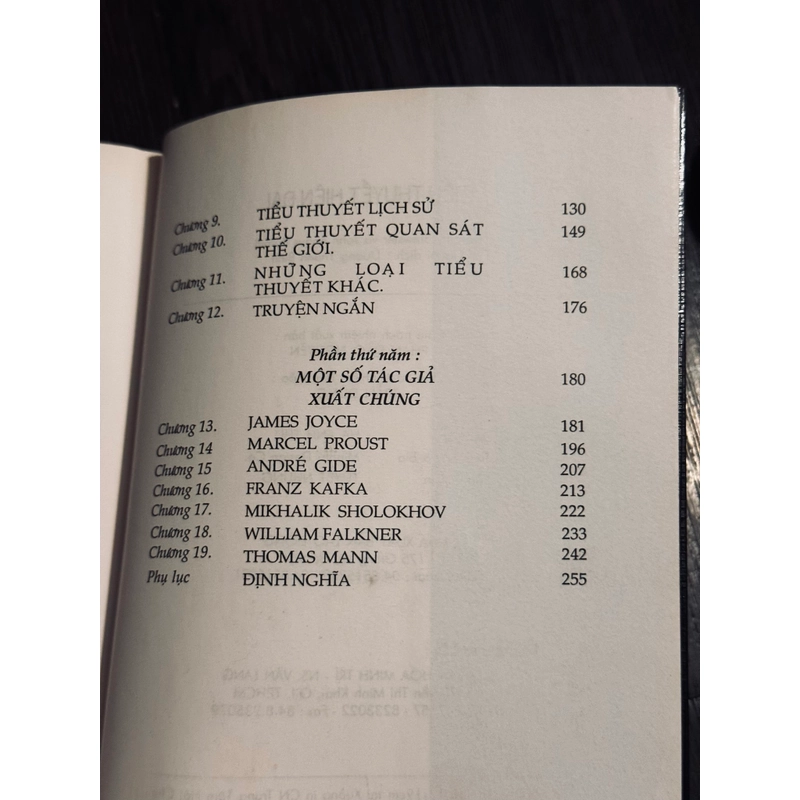 Chương 9. TIỂU THUYẾT LỊCH SỬ 130
Chương 10. TIỂU THUYẾT QUAN SÁT 149
THẾ GIỚI.
Chương 11. NHỮNG LOẠI TIỂU 168
THUYẾT KHÁC.
Chương 12. TRUYỆN NGẮN 176
Phần thứ năm :
MỘT SỐ TÁC GIẢ 180
XUẤT CHÚNG
Chương 13. JAMES JOYCE 181
Chương 14 MARCEL PROUST 196
Chương 15 ANDRÉ GIDE 207
Chương 16. FRANZ KAFKA 213
Chương 17. MIKHALIK SHOLOKHOV 222
Chương 18. WILLIAM FALKNER 233
Chương 19. THOMAS MANN 242
Phụ lục ĐỊNH NGHĨA 255